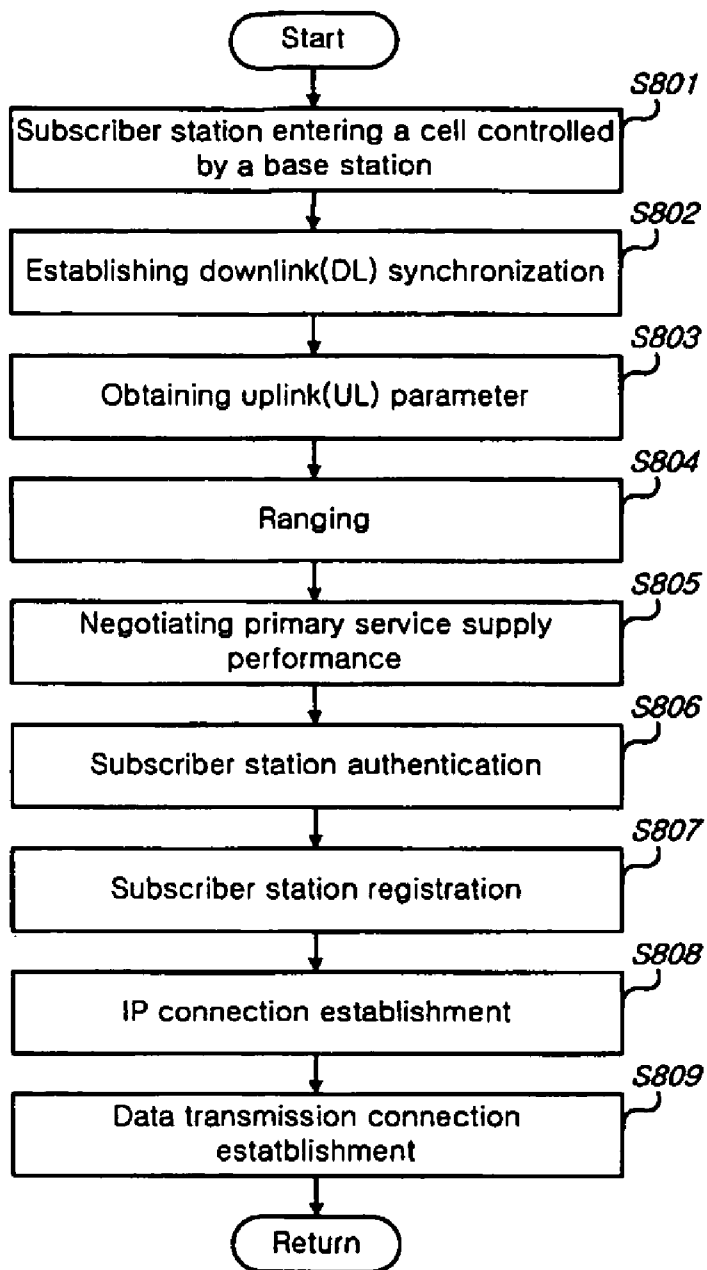 Start
S801
Subscriber station entering a cell controlled
by a base station
S802
Establishing downlink(DL) synchronization
S803
Obtaining uplink(UL) parameter
S804
Ranging
S805
Negotiating primary service supply
performance
S806
Subscriber station authentication
S807
Subscriber station registration
S808
IP connection establishment
S809
Data transmission connection
estatblishment
Return